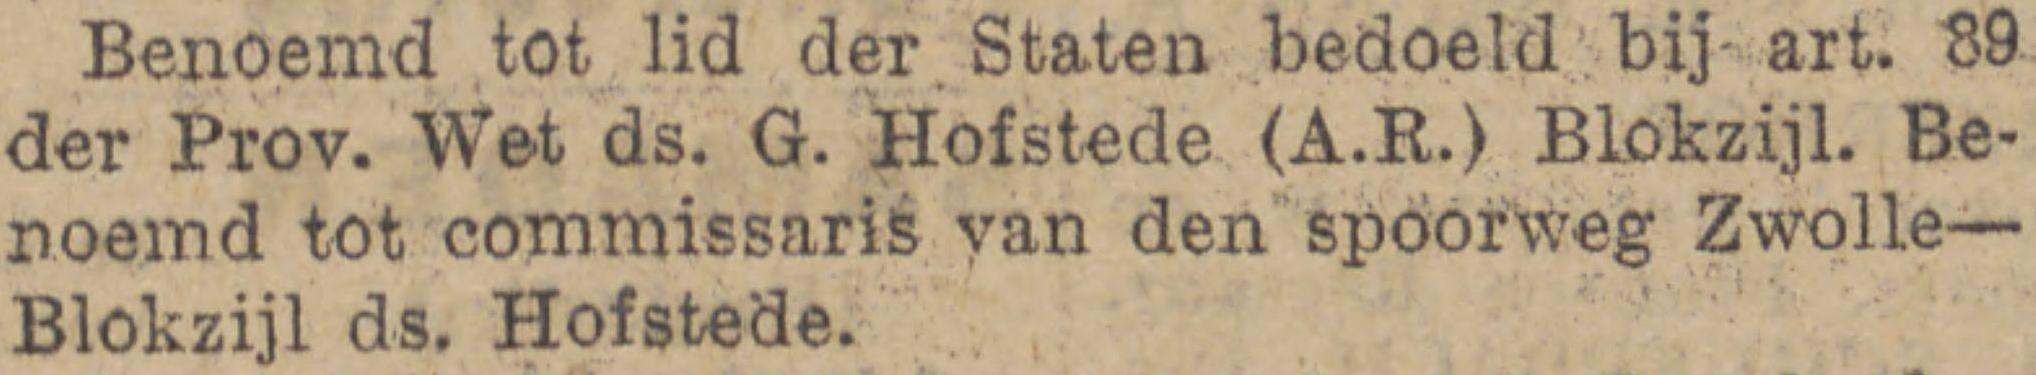 Benoemd tot lid der Staten bedoeld bij art. 89
der Prov. Wet ds. G. Hofstede (A.R.) Blokzijl. Be-
noemd tot commissaris van den spoorweg Zwolle—
Blokzijl ds. Hofstede.